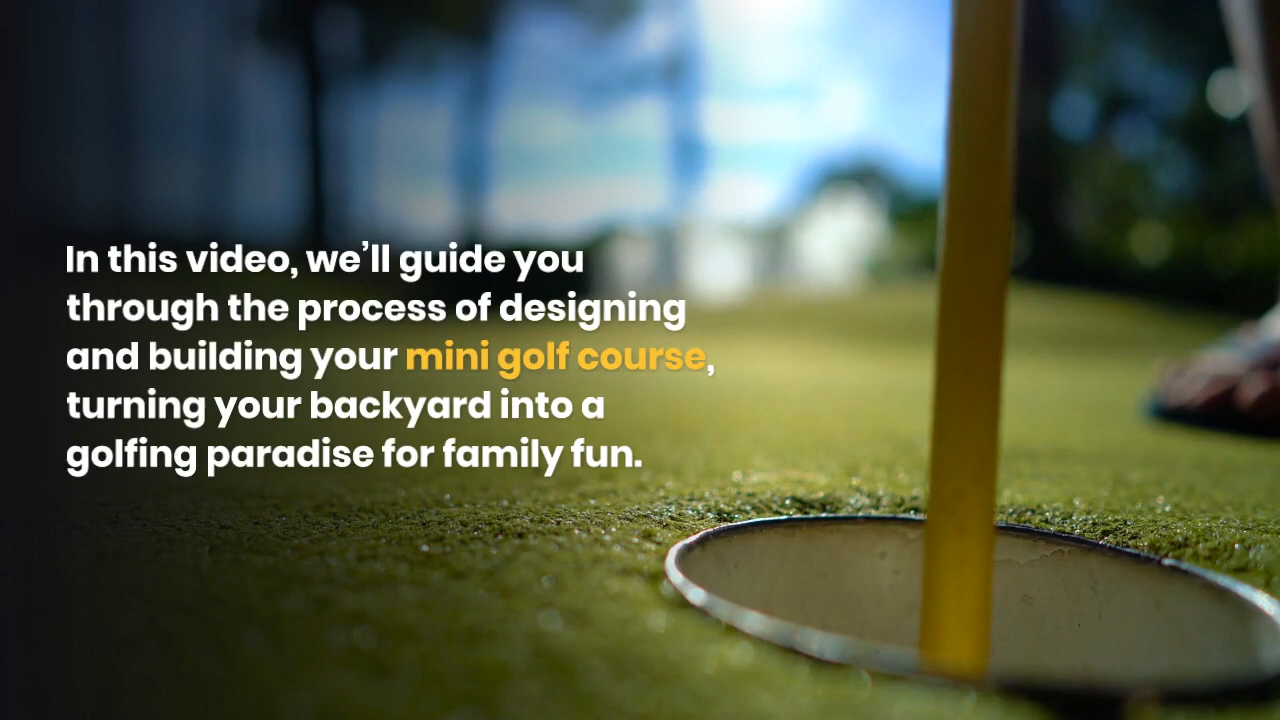 In this video, we’ll guide you
through the process of designing
and building your mini golf course,
turning your backyard into a
golfing paradise for family fun.